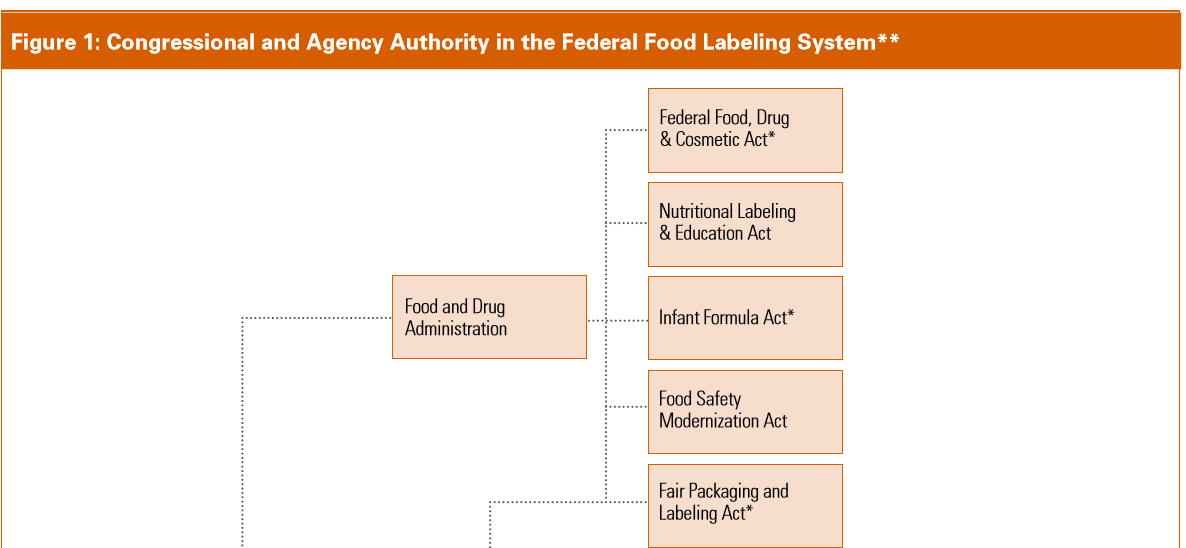 Figure 1: Congressional and Agency Authority in the Federal Food Labeling System**
Federal Food, Drug
& Cosmetic Act*
Nutritional Labeling
& Education Act
Food and Drug
Administration
Infant Formula Act*
Food Safety
Modernization Act
Fair Packaging and
Labeling Act*